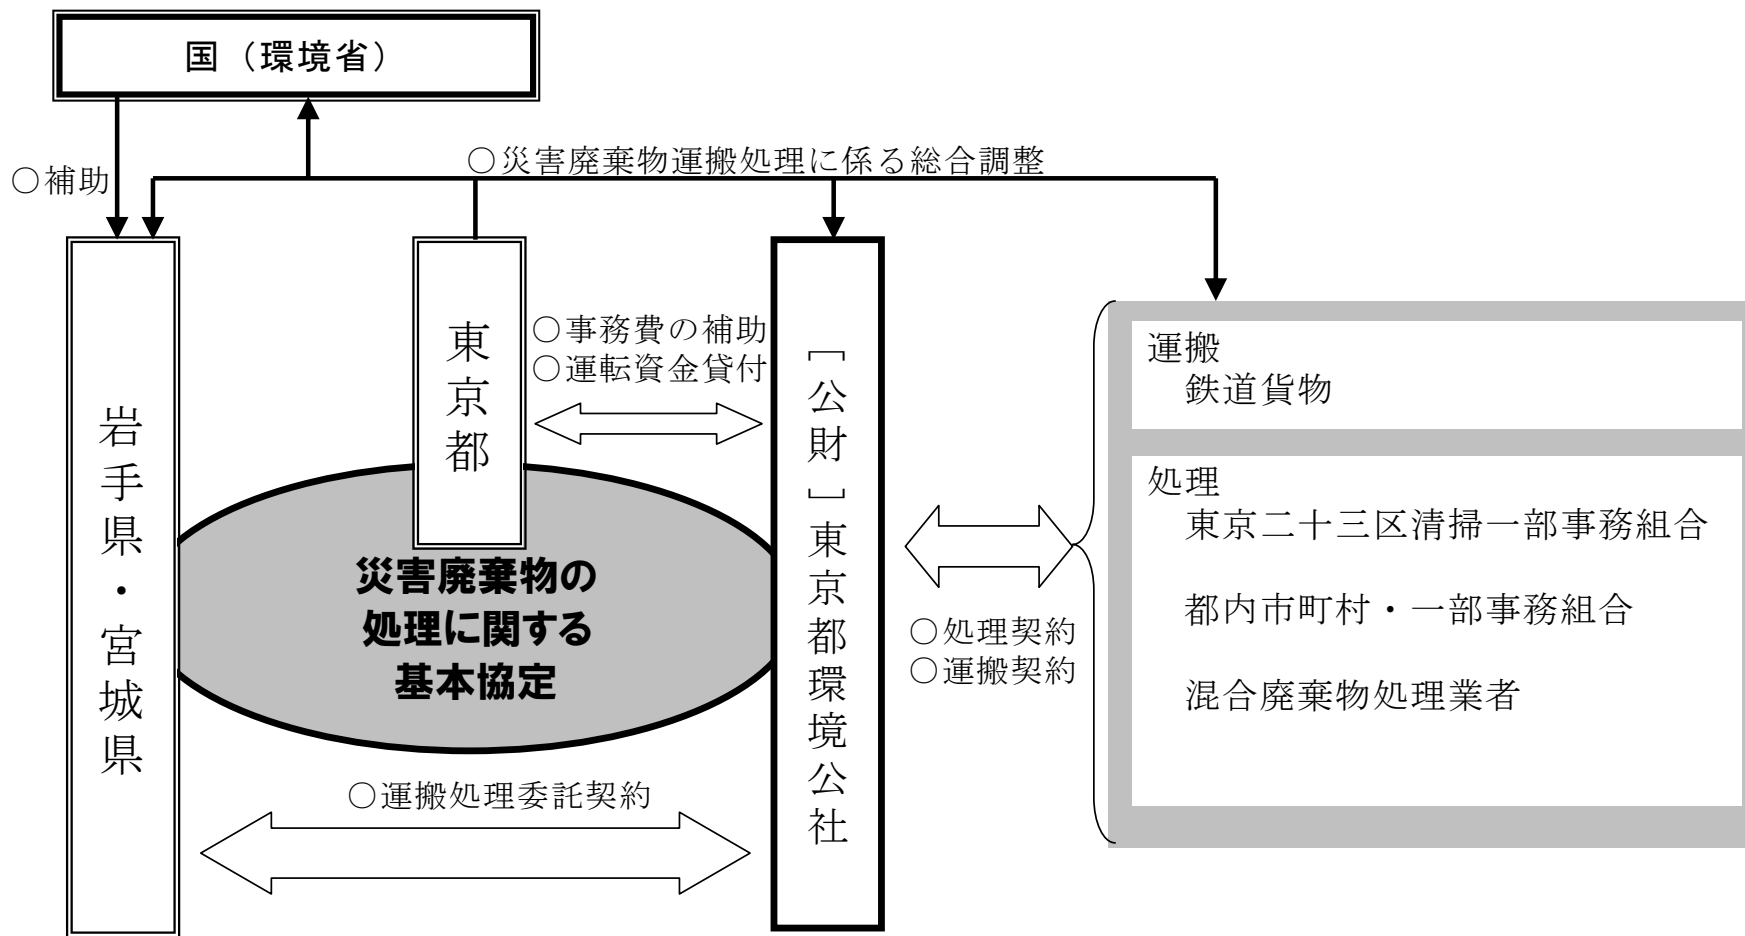 国（環境省）
○補助
○災害廃棄物運搬処理に係る総合調整
岩手県・宮城県
東京都
○事務費の補助
○運転資金貸付
［公財］東京都環境公社
災害廃棄物の
処理に関する
基本協定
○運搬処理委託契約
○処理契約
○運搬契約
運搬
鉄道貨物
処理
東京二十三区清掃一部事務組合
都内市町村・一部事務組合
混合廃棄物処理業者